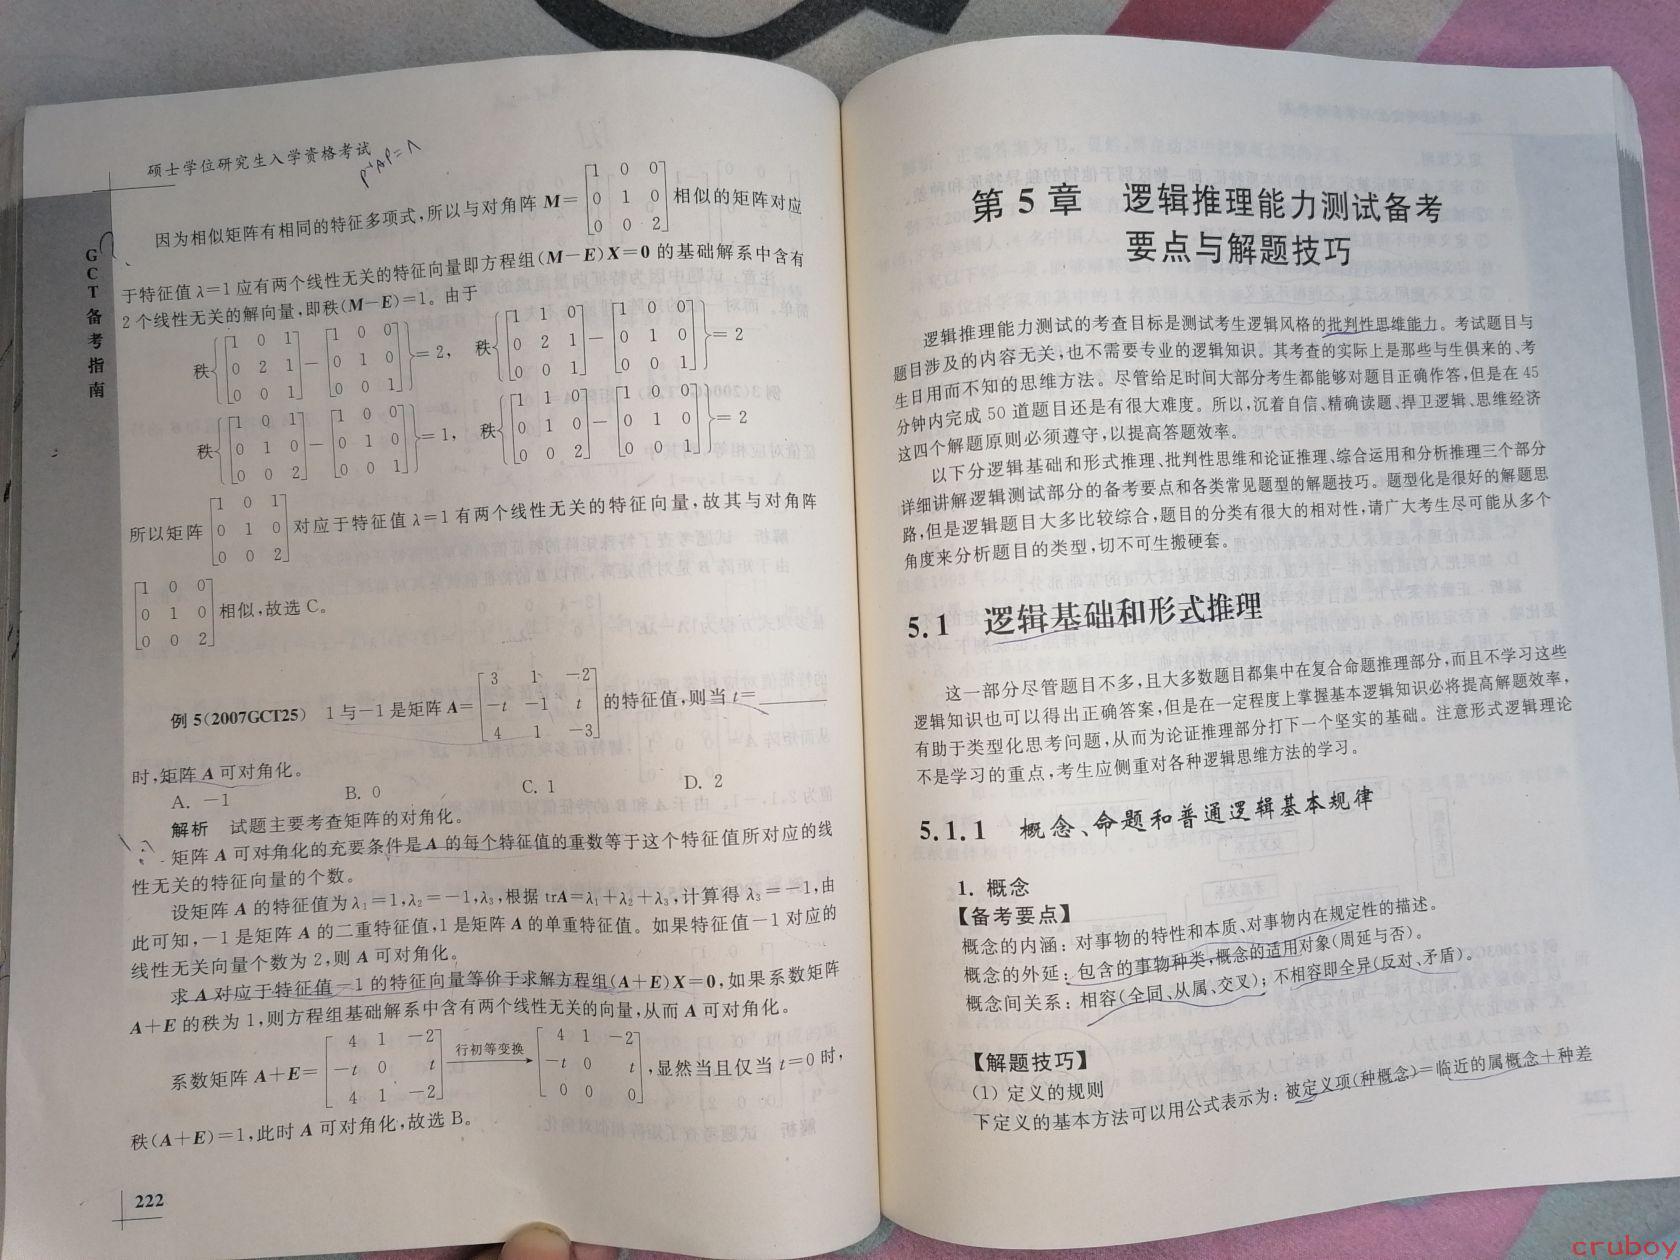 硕士学位研究生入学资格考试
P⁻¹AP=Λ
GCT备考指南
因为相似矩阵有相同的特征多项式,所以与对角阵 M=[1 0 0; 0 1 0; 0 0 2]相似的矩阵对应
于特征值 λ=1 应有两个线性无关的特征向量即方程组(M－E)X=0 的基础解系中含有
2 个线性无关的解向量,即秩(M－E)=1。由于
秩{[1 0 1; 0 2 1; 0 0 1]－[1 0 0; 0 1 0; 0 0 1]}=2, 秩{[1 1 0; 0 2 1; 0 0 1]－[1 0 0; 0 1 0; 0 0 1]}=2
秩{[1 0 1; 0 1 0; 0 0 2]－[1 0 0; 0 1 0; 0 0 1]}=1, 秩{[1 1 0; 0 1 0; 0 0 2]－[1 0 0; 0 1 0; 0 0 1]}=2
所以矩阵[1 0 1; 0 1 0; 0 0 2]对应于特征值 λ=1 有两个线性无关的特征向量,故其与对角阵
[1 0 0; 0 1 0; 0 0 2]相似,故选 C。
例 5(2007GCT25) 1 与－1 是矩阵 A=[3 1 －2; －t －1 t; 4 1 －3]的特征值,则当 t=______
时,矩阵 A 可对角化。
A. －1 B. 0 C. 1 D. 2
解析 试题主要考查矩阵的对角化。
矩阵 A 可对角化的充要条件是 A 的每个特征值的重数等于这个特征值所对应的线
性无关的特征向量的个数。
设矩阵 A 的特征值为 λ₁=1,λ₂=－1,λ₃,根据 trA=λ₁+λ₂+λ₃,计算得 λ₃=－1,由
此可知,－1 是矩阵 A 的二重特征值,1 是矩阵 A 的单重特征值。如果特征值－1 对应的
线性无关向量个数为 2,则 A 可对角化。
求 A 对应于特征值－1 的特征向量等价于求解方程组(A+E)X=0,如果系数矩阵
A+E 的秩为 1,则方程组基础解系中含有两个线性无关的向量,从而 A 可对角化。
系数矩阵 A+E=[4 1 －2; －t 0 t; 4 1 －2] 行初等变换→ [4 1 －2; －t 0 t; 0 0 0],显然当且仅当 t=0 时,
秩(A+E)=1,此时 A 可对角化,故选 B。
222
第 5 章 逻辑推理能力测试备考
要点与解题技巧
逻辑推理能力测试的考查目标是测试考生逻辑风格的批判性思维能力。考试题目与
题目涉及的内容无关,也不需要专业的逻辑知识。其考查的实际上是那些与生俱来的、考
生日用而不知的思维方法。尽管给足时间大部分考生都能够对题目正确作答,但是在 45
分钟内完成 50 道题目还是有很大难度。所以,沉着自信、精确读题、捍卫逻辑、思维经济
这四个解题原则必须遵守,以提高答题效率。
以下分逻辑基础和形式推理、批判性思维和论证推理、综合运用和分析推理三个部分
详细讲解逻辑测试部分的备考要点和各类常见题型的解题技巧。题型化是很好的解题思
路,但是逻辑题目大多比较综合,题目的分类有很大的相对性,请广大考生尽可能从多个
角度来分析题目的类型,切不可生搬硬套。
5.1 逻辑基础和形式推理
这一部分尽管题目不多,且大多数题目都集中在复合命题推理部分,而且不学习这些
逻辑知识也可以得出正确答案,但是在一定程度上掌握基本逻辑知识必将提高解题效率,
有助于类型化思考问题,从而为论证推理部分打下一个坚实的基础。注意形式逻辑理论
不是学习的重点,考生应侧重对各种逻辑思维方法的学习。
5.1.1 概念、命题和普通逻辑基本规律
1. 概念
【备考要点】
概念的内涵：对事物的特性和本质、对事物内在规定性的描述。
概念的外延：包含的事物种类,概念的适用对象(周延与否)。
概念间关系：相容(全同、从属、交叉)；不相容即全异(反对、矛盾)。
【解题技巧】
(1) 定义的规则
下定义的基本方法可以用公式表示为：被定义项(种概念)=临近的属概念+种差
cruboy